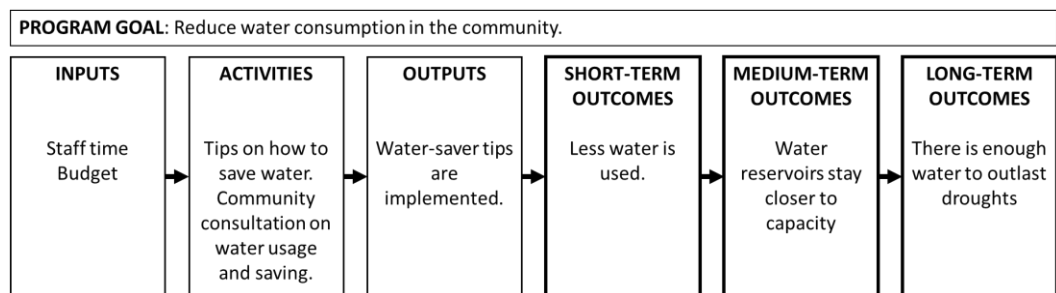 PROGRAM GOAL: Reduce water consumption in the community.
INPUTS
Staff time
Budget
ACTIVITIES
Tips on how to
save water.
Community
consultation on
water usage
and saving.
OUTPUTS
Water-saver tips
are
implemented.
SHORT-TERM
OUTCOMES
Less water is
used.
MEDIUM-TERM
OUTCOMES
Water
reservoirs stay
closer to
capacity
LONG-TERM
OUTCOMES
There is enough
water to outlast
droughts